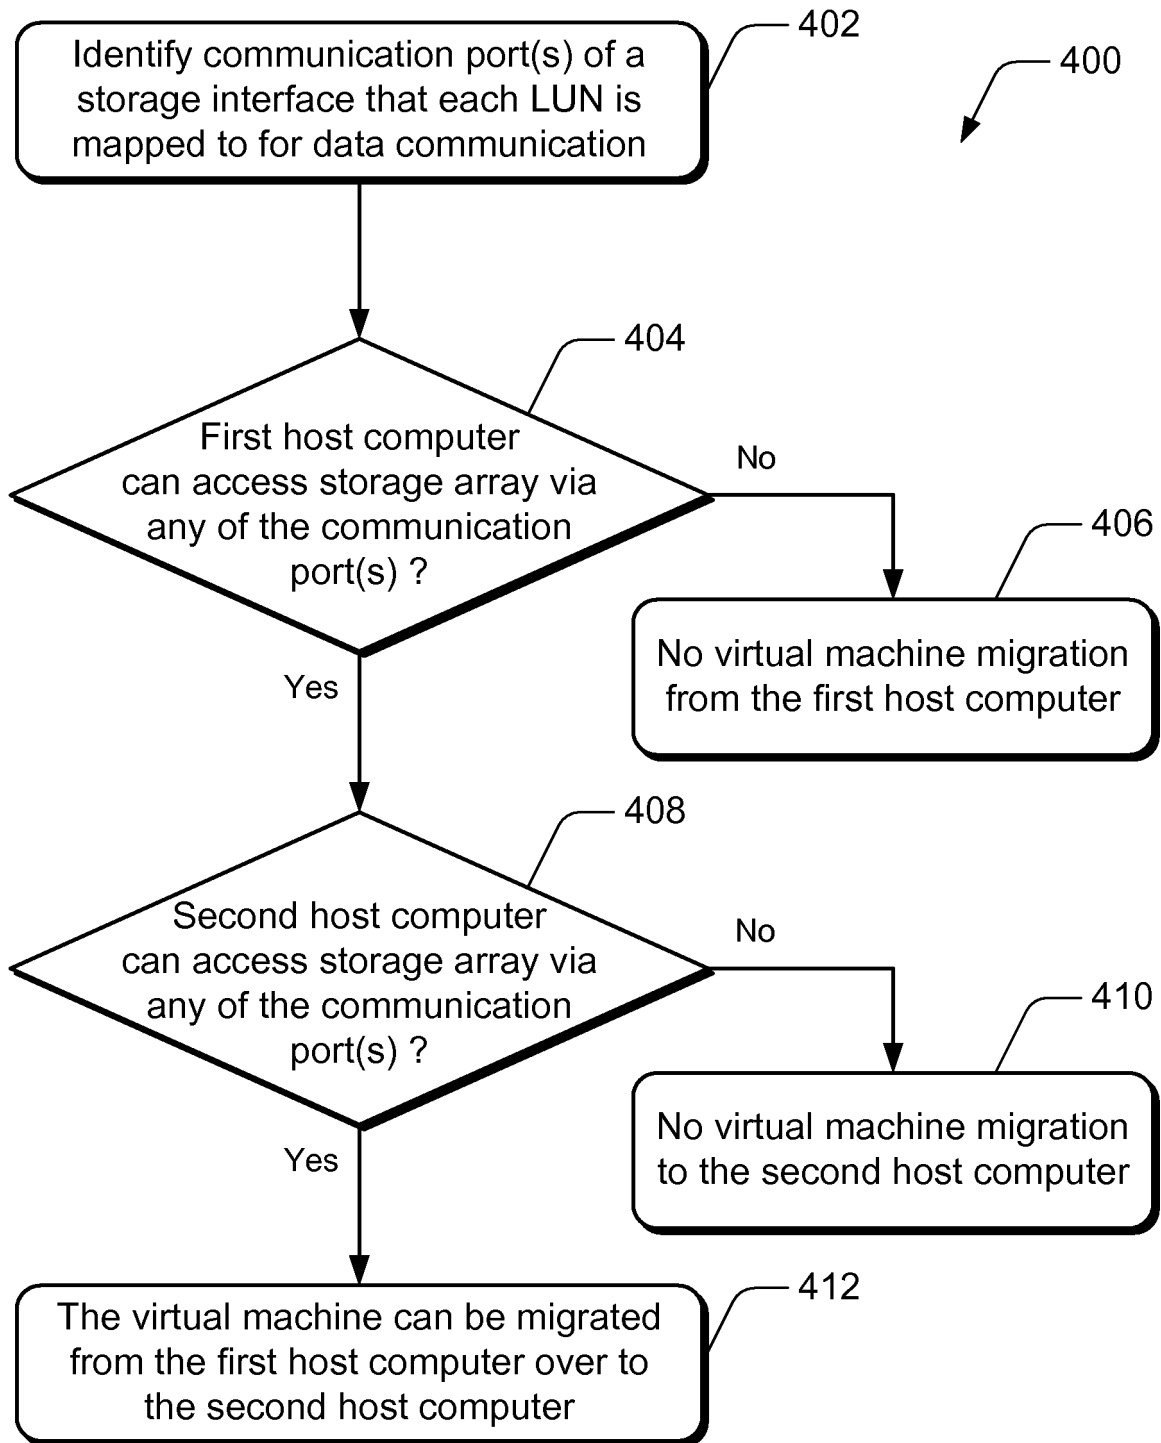 402
Identify communication port(s) of a
storage interface that each LUN is
mapped to for data communication
400
404
First host computer
can access storage array via
any of the communication
port(s) ?
No
406
No virtual machine migration
from the first host computer
Yes
408
Second host computer
can access storage array via
any of the communication
port(s) ?
No
410
No virtual machine migration
to the second host computer
Yes
412
The virtual machine can be migrated
from the first host computer over to
the second host computer